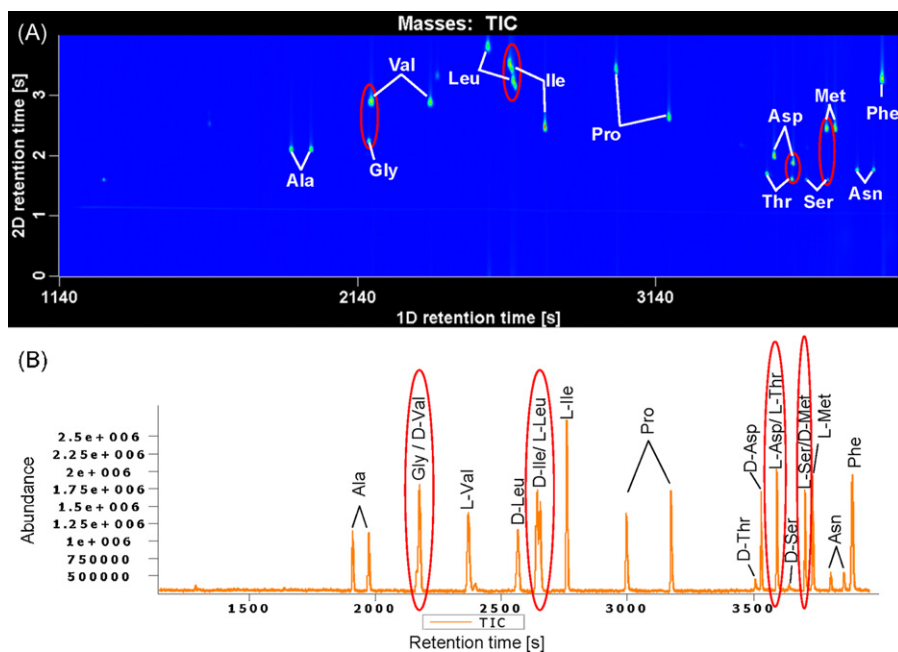 (A)
Masses: TIC
2D retention time [s]
3
2
1
0
Val
Leu
Ile
Ala
Gly
Pro
Asp
Met
Phe
Thr
Ser
Asn
1140
2140
3140
1D retention time [s]
(B)
Abundance
2.5e+006
2.25e+006
2e+006
1.75e+006
1.5e+006
1.25e+006
1e+006
750000
500000
Ala
Gly / D-Val
L-Val
D-Leu
D-Ile/ L-Leu
L-Ile
Pro
D-Thr
D-Asp
L-Asp/ L-Thr
D-Ser
L-Ser/D-Met
L-Met
Asn
Phe
1500
2000
2500
3000
3500
TIC
Retention time [s]